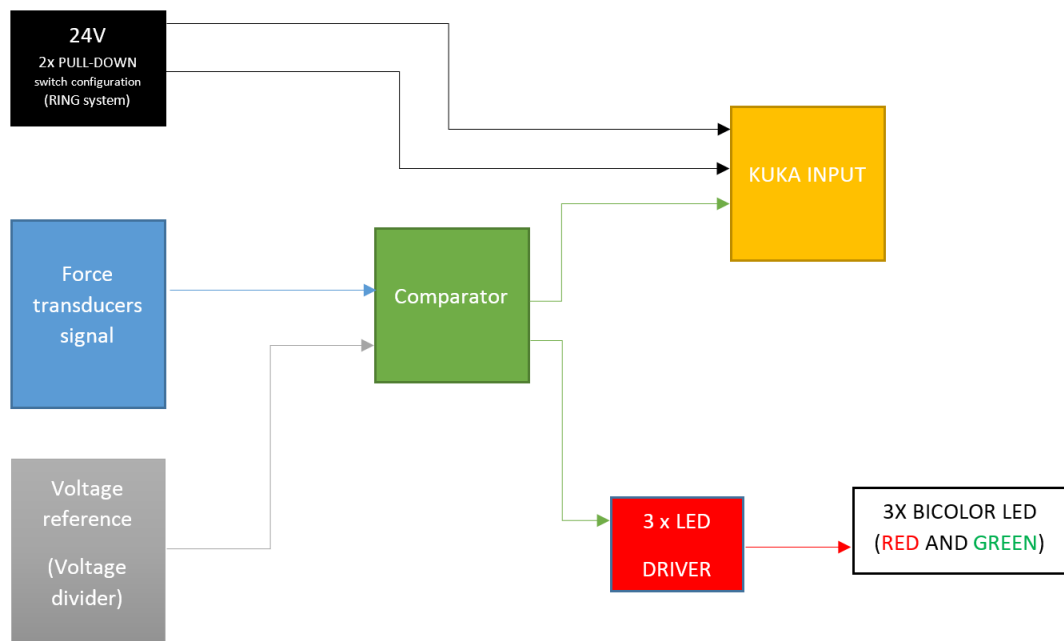 24V
2x PULL-DOWN
switch configuration
(RING system)
KUKA INPUT
Force
transducers
signal
Comparator
Voltage
reference
(Voltage
divider)
3 x LED
DRIVER
3X BICOLOR LED
(RED AND GREEN)